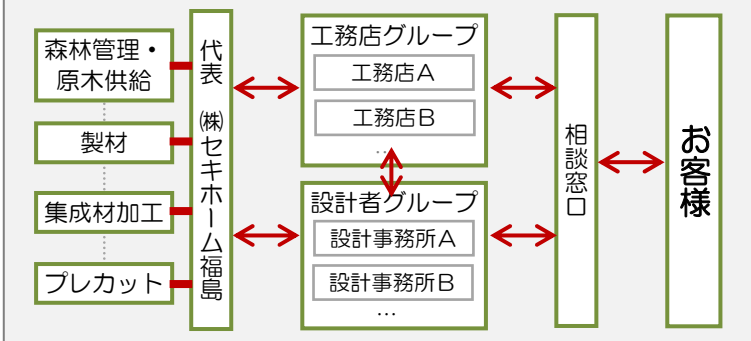 森林管理・
原木供給
製材
集成材加工
プレカット
代表　㈱セキホーム福島
工務店グループ
工務店A
工務店B
…
設計者グループ
設計事務所A
設計事務所B
…
相談窓口
お客様